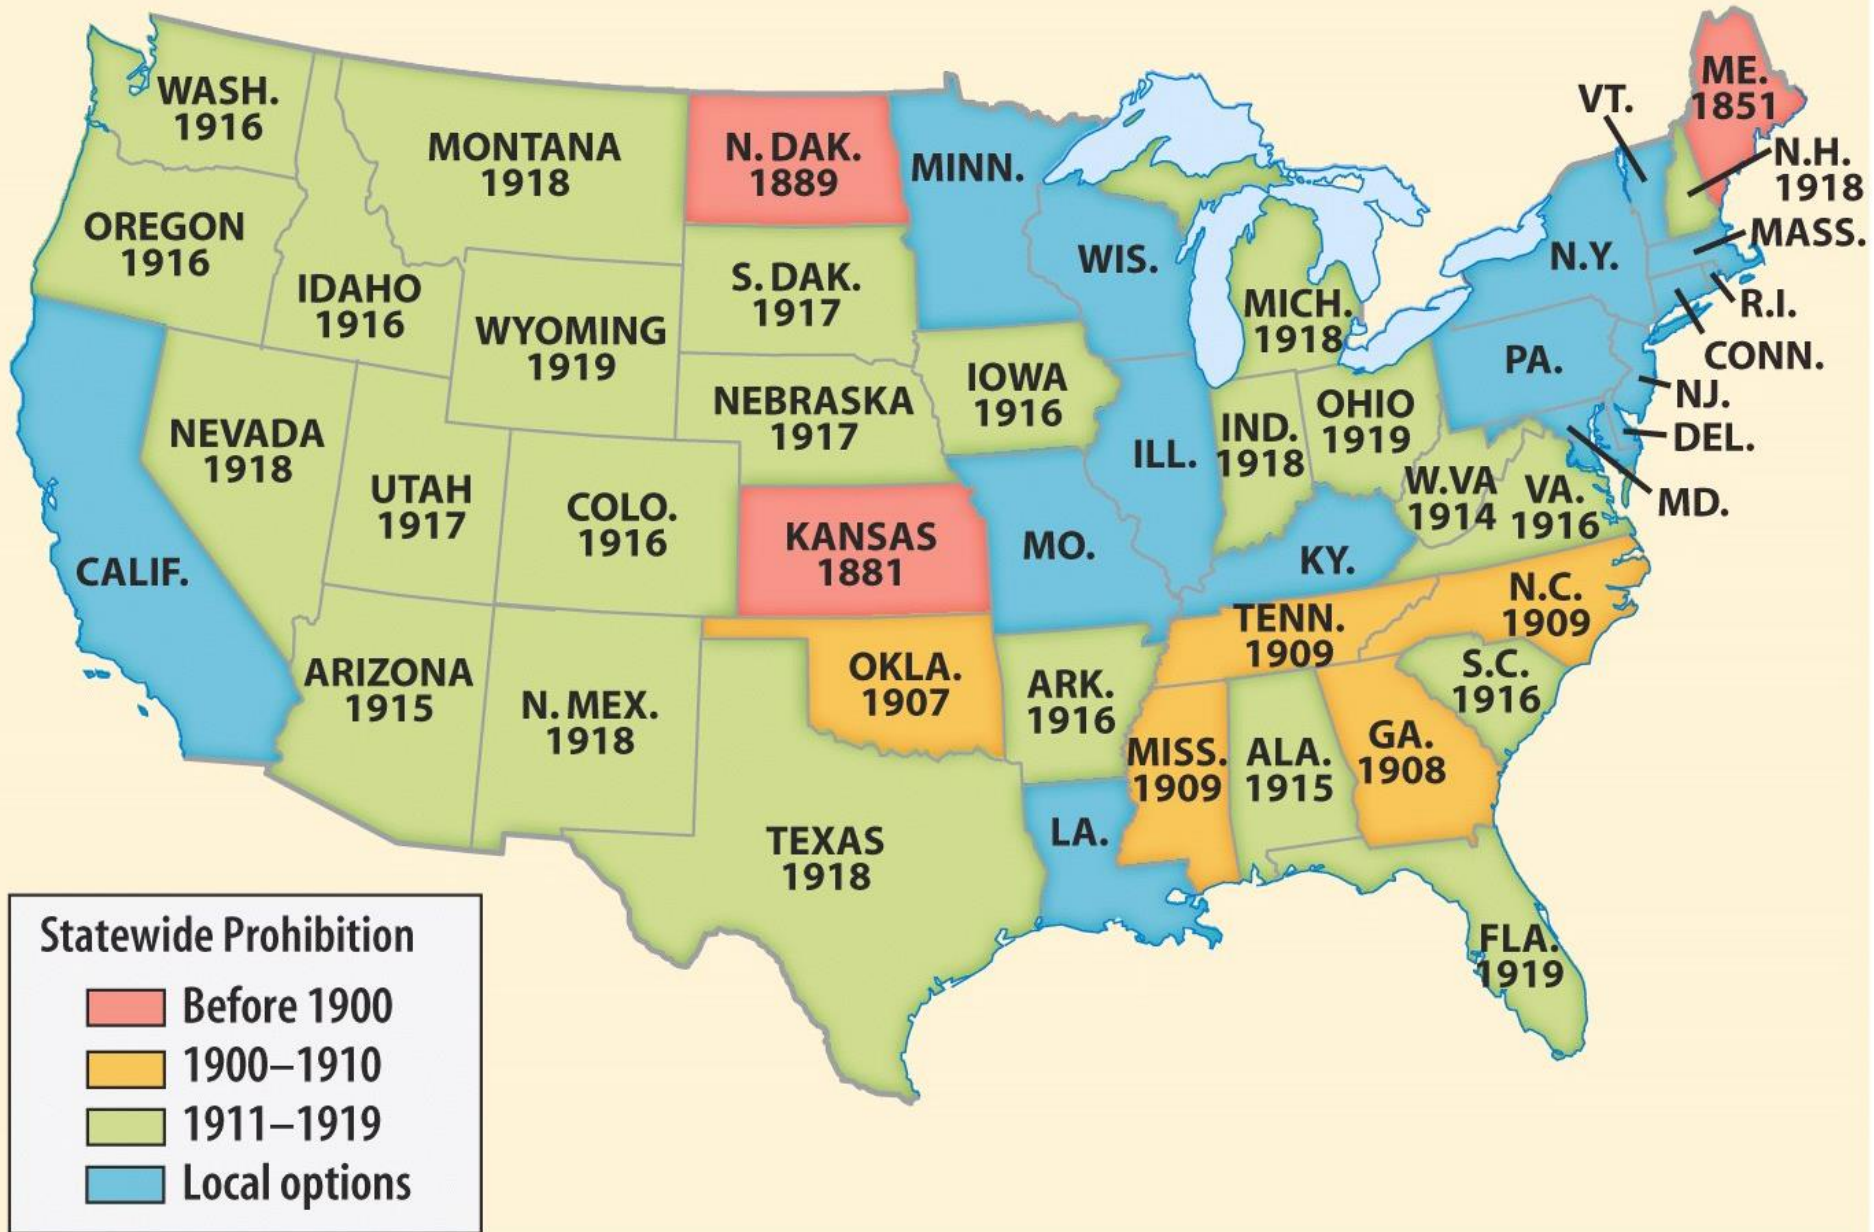 WASH.
1916
OREGON
1916
CALIF.
IDAHO
1916
NEVADA
1918
MONTANA
1918
WYOMING
1919
UTAH
1917
COLO.
1916
ARIZONA
1915
N. MEX.
1918
N. DAK.
1889
S. DAK.
1917
NEBRASKA
1917
KANSAS
1881
OKLA.
1907
TEXAS
1918
MINN.
IOWA
1916
MO.
ARK.
1916
LA.
WIS.
ILL.
MICH.
1918
IND.
1918
OHIO
1919
KY.
TENN.
1909
MISS.
1909
ALA.
1915
GA.
1908
FLA.
1919
S.C.
1916
N.C.
1909
W.VA
1914
VA.
1916
PA.
N.Y.
VT.
ME.
1851
N.H.
1918
MASS.
R.I.
CONN.
NJ.
DEL.
MD.
Statewide Prohibition
Before 1900
1900–1910
1911–1919
Local options